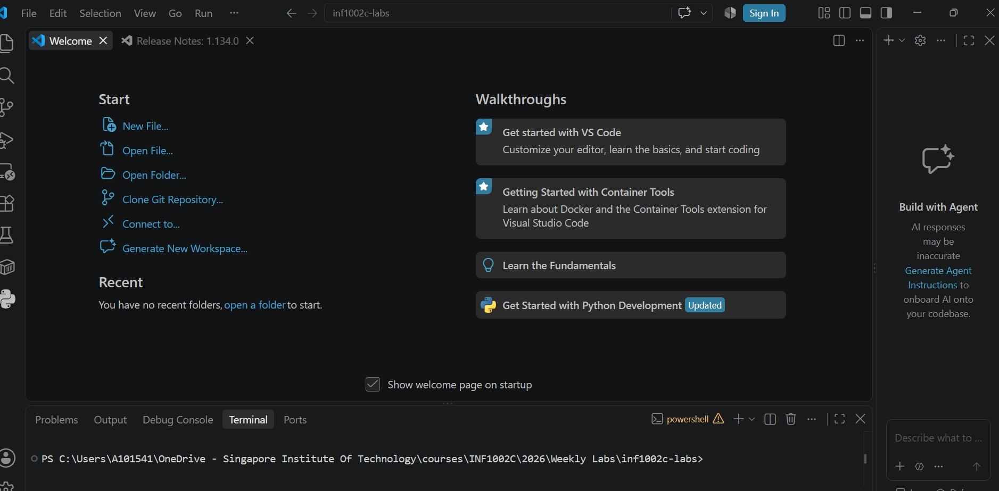 File Edit Selection View Go Run ··· inf1002c-labs Sign In
Welcome Release Notes: 1.134.0
Start
New File...
Open File...
Open Folder...
Clone Git Repository...
Connect to...
Generate New Workspace...
Recent
You have no recent folders, open a folder to start.
Walkthroughs
Get started with VS Code
Customize your editor, learn the basics, and start coding
Getting Started with Container Tools
Learn about Docker and the Container Tools extension for
Visual Studio Code
Learn the Fundamentals
Get Started with Python Development Updated
Show welcome page on startup
Build with Agent
AI responses
may be
inaccurate
Generate Agent
Instructions to
onboard AI onto
your codebase.
Describe what to ...
Problems Output Debug Console Terminal Ports powershell
PS C:\Users\A101541\OneDrive - Singapore Institute Of Technology\courses\INF1002C\2026\Weekly Labs\inf1002c-labs>